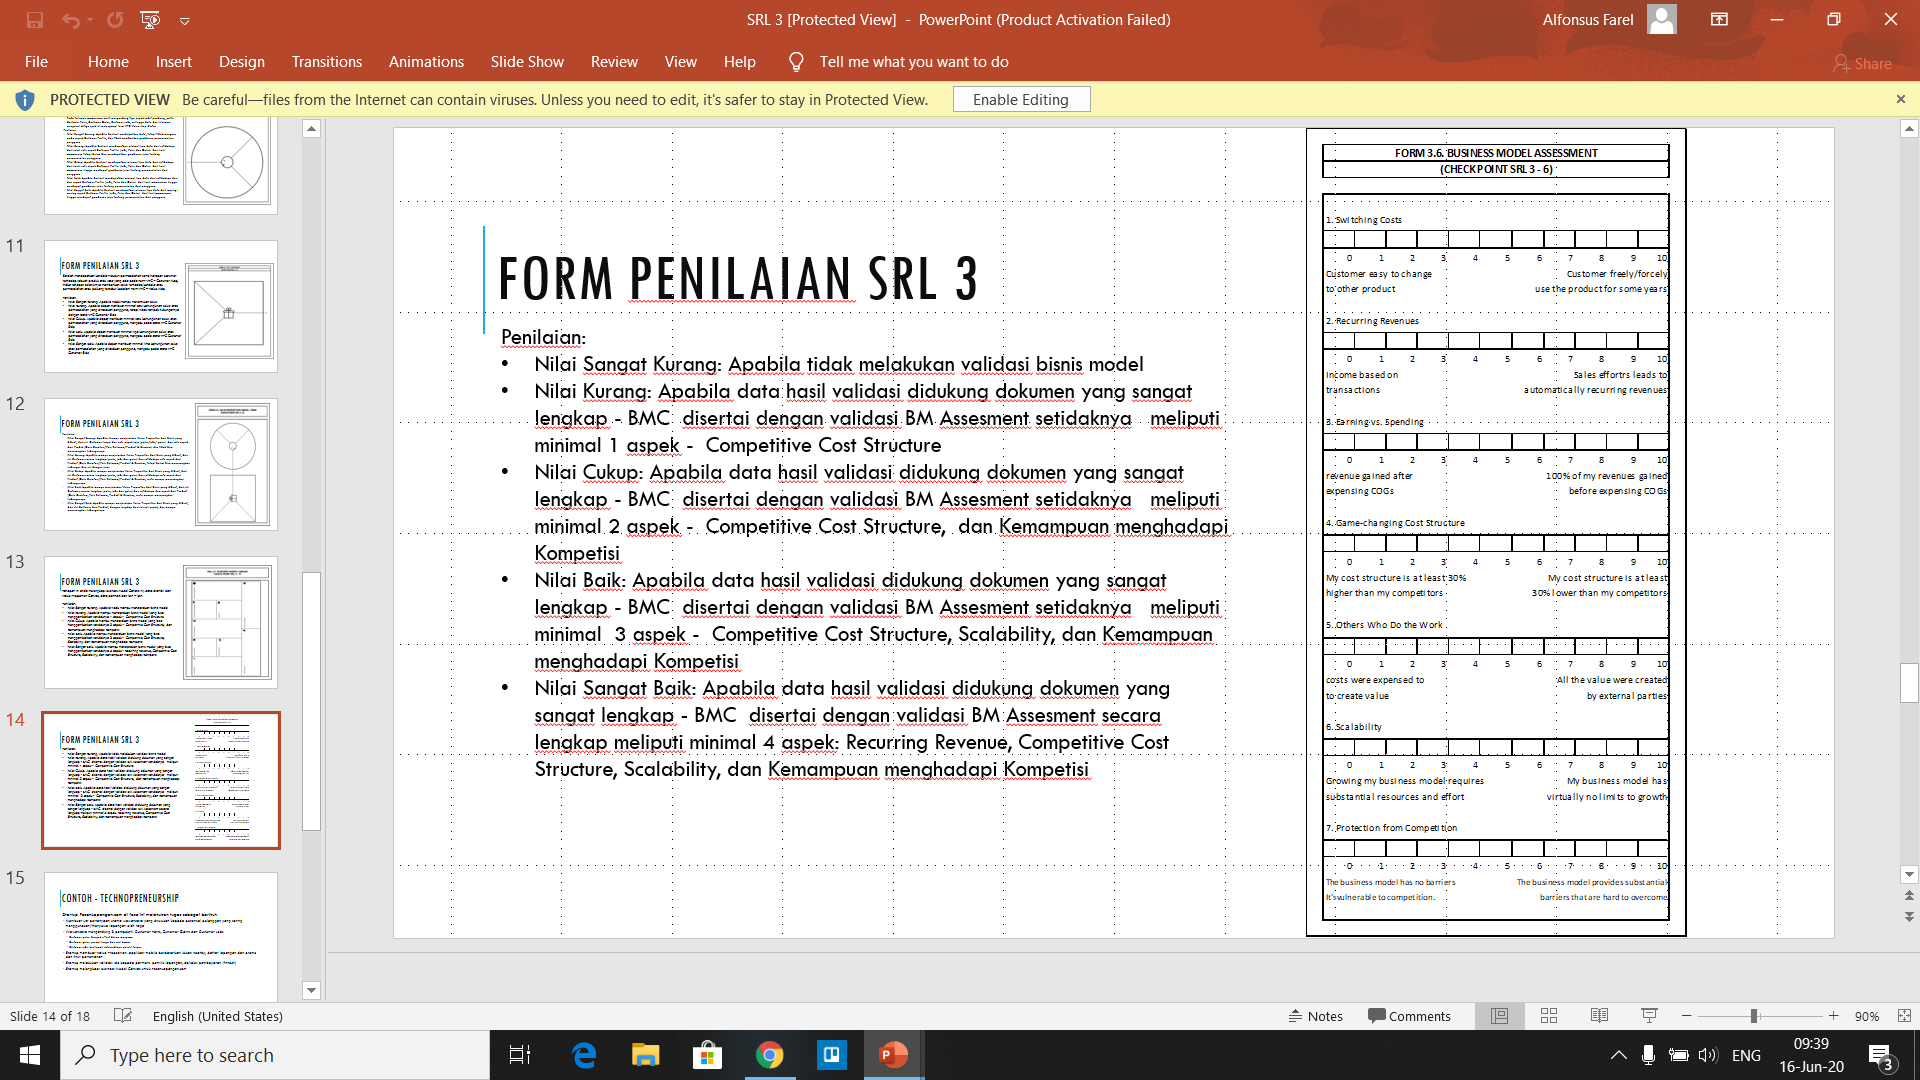 SRL 3 [Protected View] - PowerPoint (Product Activation Failed)
Alfonsus Farel
File
Home
Insert
Design
Transitions
Animations
Slide Show
Review
View
Help
Tell me what you want to do
Share
PROTECTED VIEW Be careful—files from the Internet can contain viruses. Unless you need to edit, it's safer to stay in Protected View.
Enable Editing
11
FORM PENILAIAN SRL 3
12
FORM PENILAIAN SRL 3
13
FORM PENILAIAN SRL 3
14
FORM PENILAIAN SRL 3
15
CONTOH - TECHNOPRENEURSHIP
FORM PENILAIAN SRL 3
Penilaian:
• Nilai Sangat Kurang: Apabila tidak melakukan validasi bisnis model
• Nilai Kurang: Apabila data hasil validasi didukung dokumen yang sangat
lengkap - BMC disertai dengan validasi BM Assesment setidaknya meliputi
minimal 1 aspek - Competitive Cost Structure
• Nilai Cukup: Apabila data hasil validasi didukung dokumen yang sangat
lengkap - BMC disertai dengan validasi BM Assesment setidaknya meliputi
minimal 2 aspek - Competitive Cost Structure, dan Kemampuan menghadapi
Kompetisi
• Nilai Baik: Apabila data hasil validasi didukung dokumen yang sangat
lengkap - BMC disertai dengan validasi BM Assesment setidaknya meliputi
minimal 3 aspek - Competitive Cost Structure, Scalability, dan Kemampuan
menghadapi Kompetisi
• Nilai Sangat Baik: Apabila data hasil validasi didukung dokumen yang
sangat lengkap - BMC disertai dengan validasi BM Assesment secara
lengkap meliputi minimal 4 aspek: Recurring Revenue, Competitive Cost
Structure, Scalability, dan Kemampuan menghadapi Kompetisi
FORM 3.6. BUSINESS MODEL ASSESSMENT
(CHECKPOINT SRL 3 - 6)
1. Switching Costs
0 1 2 3 4 5 6 7 8 9 10
Customer easy to change Customer freely/forcely
to other product use the product for some years
2. Recurring Revenues
0 1 2 3 4 5 6 7 8 9 10
Income based on Sales effortrs leads to
transactions automatically recurring revenues
3. Earning vs. Spending
0 1 2 3 4 5 6 7 8 9 10
revenue gained after 100% of my revenues gained
expensing COGs before expensing COGs
4. Game-changing Cost Structure
0 1 2 3 4 5 6 7 8 9 10
My cost structure is at least 30% My cost structure is at least
higher than my competitors 30% lower than my competitors
5. Others Who Do the Work
0 1 2 3 4 5 6 7 8 9 10
costs were expensed to All the value were created
to create value by external parties
6. Scalability
0 1 2 3 4 5 6 7 8 9 10
Growing my business model requires My business model has
substantial resources and effort virtually no limits to growth
7. Protection from Competition
0 1 2 3 4 5 6 7 8 9 10
The business model has no barriers The business model provides substantial
It's vulnerable to competition. barriers that are hard to overcome
Slide 14 of 18
English (United States)
Notes
Comments
90%
Type here to search
ENG
09:39
16-Jun-20
3